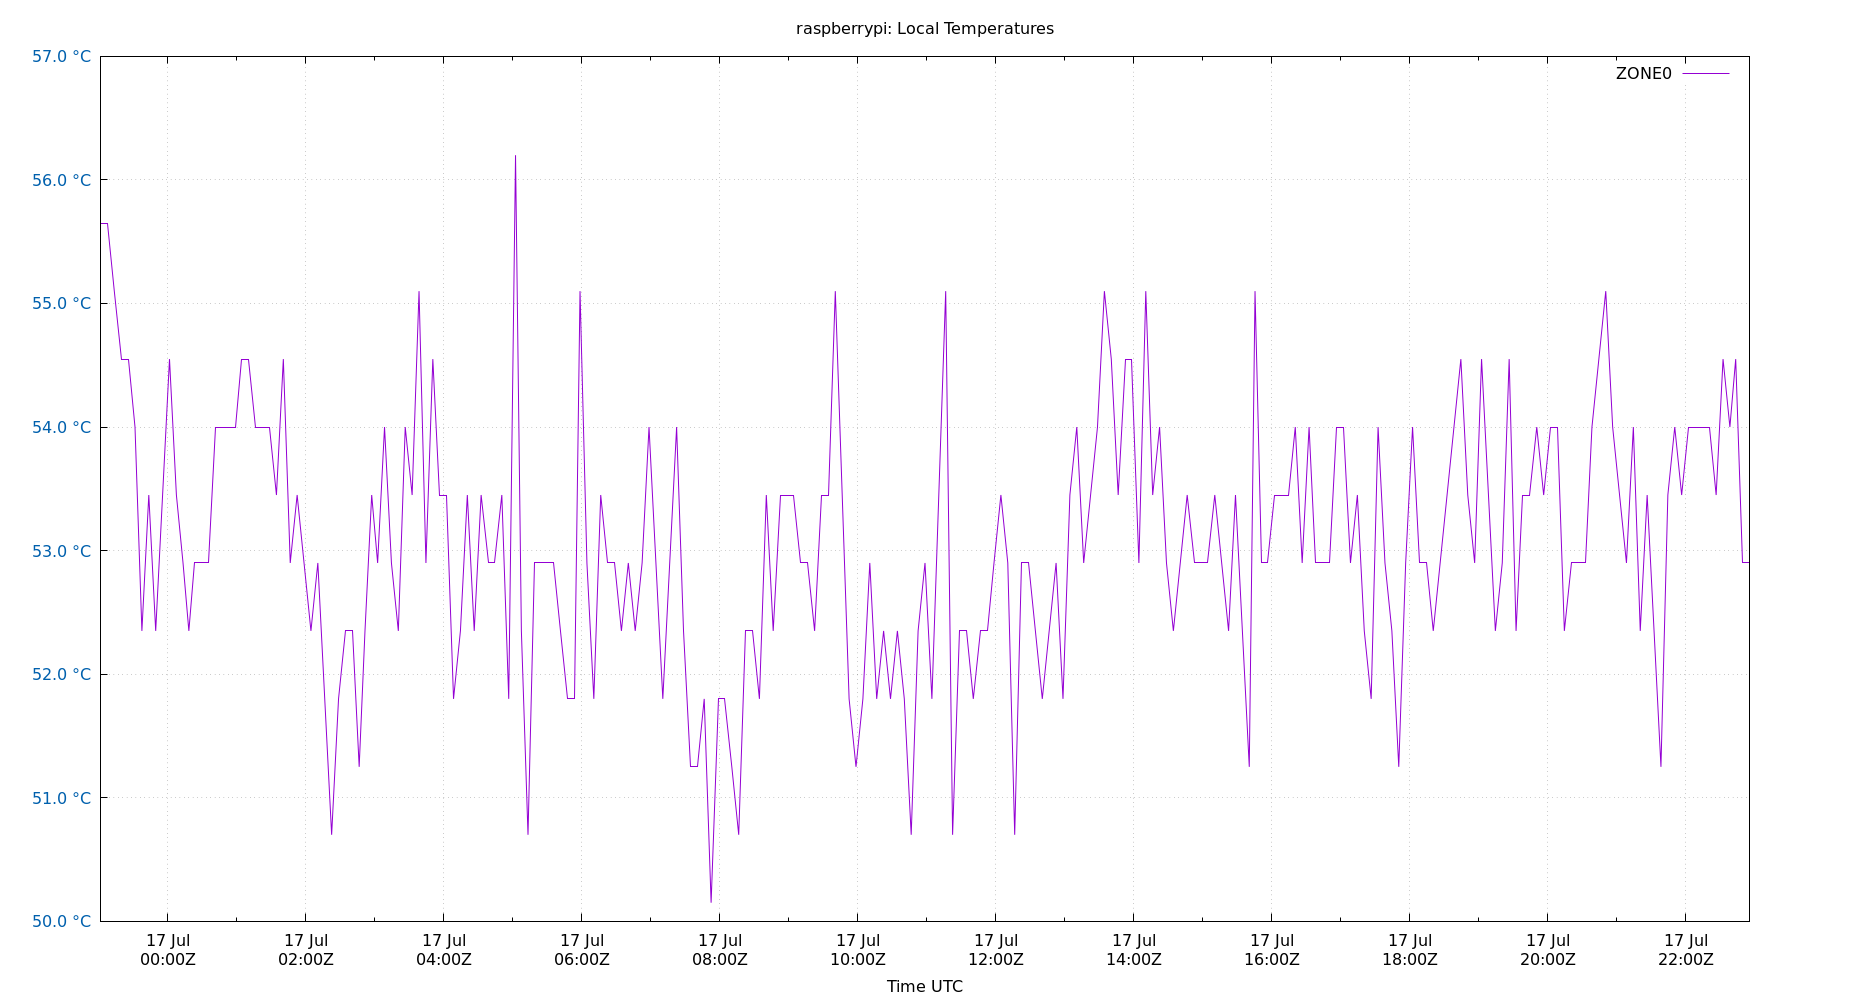 raspberrypi: Local Temperatures
57.0 °C
ZONE0
56.0 °C
55.0 °C
54.0 °C
53.0 °C
52.0 °C
51.0 °C
50.0 °C
17 Jul 17 Jul 17 Jul 17 Jul 17 Jul 17 Jul 17 Jul 17 Jul 17 Jul 17 Jul 17 Jul 17 Jul
00:00Z 02:00Z 04:00Z 06:00Z 08:00Z 10:00Z 12:00Z 14:00Z 16:00Z 18:00Z 20:00Z 22:00Z
Time UTC